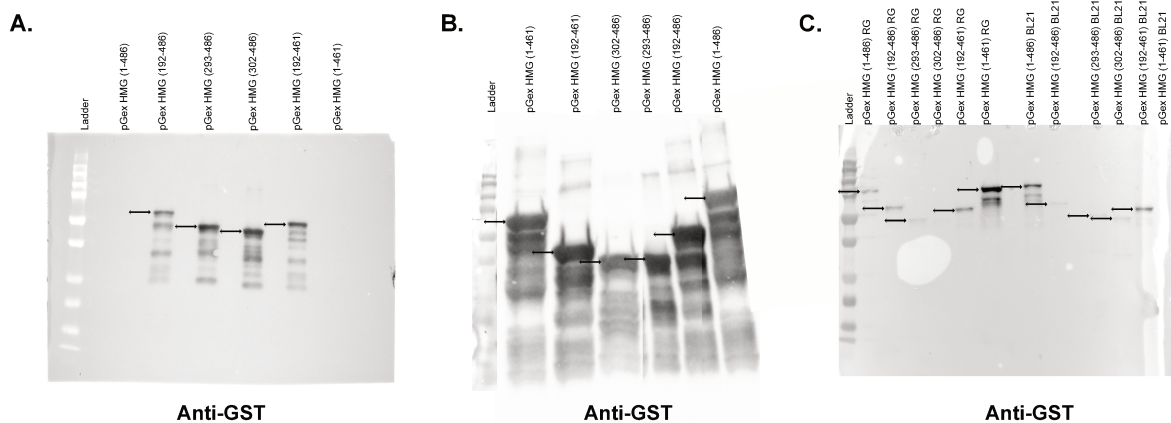 A.
Ladder
pGex HMG (1-486)
pGex HMG (192-486)
pGex HMG (293-486)
pGex HMG (302-486)
pGex HMG (192-461)
pGex HMG (1-461)
Anti-GST
B.
Ladder
pGex HMG (1-461)
pGex HMG (192-461)
pGex HMG (302-486)
pGex HMG (293-486)
pGex HMG (192-486)
pGex HMG (1-486)
Anti-GST
C.
Ladder
pGex HMG (1-486) RG
pGex HMG (192-486) RG
pGex HMG (293-486) RG
pGex HMG (302-486) RG
pGex HMG (192-461) RG
pGex HMG (1-461) RG
pGex HMG (1-486) BL21
pGex HMG (192-486) BL21
pGex HMG (293-486) BL21
pGex HMG (302-486) BL21
pGex HMG (192-461) BL21
pGex HMG (1-461) BL21
Anti-GST